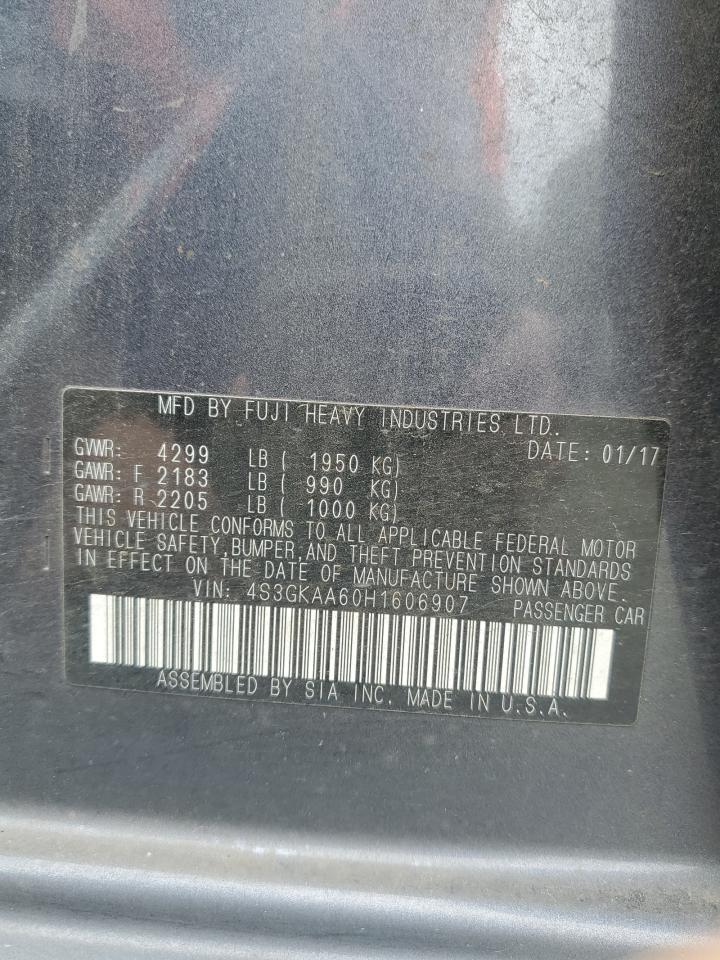 MFD BY FUJI HEAVY INDUSTRIES LTD.
DATE: 01/17
GVWR: 4299 LB ( 1950 KG)
GAWR: F 2183 LB ( 990 KG)
GAWR: R 2205 LB ( 1000 KG)
THIS VEHICLE CONFORMS TO ALL APPLICABLE FEDERAL MOTOR
VEHICLE SAFETY, BUMPER, AND THEFT PREVENTION STANDARDS
IN EFFECT ON THE DATE OF MANUFACTURE SHOWN ABOVE.
VIN: 4S3GKAA60H1606907 PASSENGER CAR
ASSEMBLED BY SIA INC. MADE IN U.S.A.